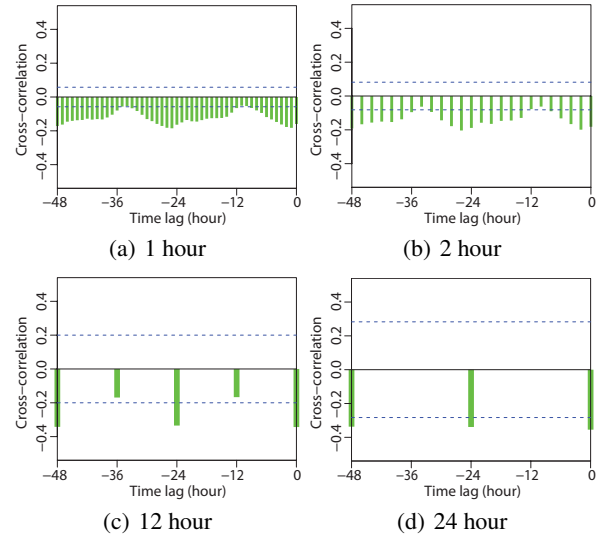 Cross−correlation
0.4
0.2
0.0
−0.2
−0.4
−48 −36 −24 −12 0
Time lag (hour)
(a) 1 hour
Cross−correlation
0.4
0.2
0.0
−0.2
−0.4
−48 −36 −24 −12 0
Time lag (hour)
(b) 2 hour
Cross−correlation
0.4
0.2
0.0
−0.2
−0.4
−48 −36 −24 −12 0
Time lag (hour)
(c) 12 hour
Cross−correlation
0.4
0.2
0.0
−0.2
−0.4
−48 −36 −24 −12 0
Time lag (hour)
(d) 24 hour